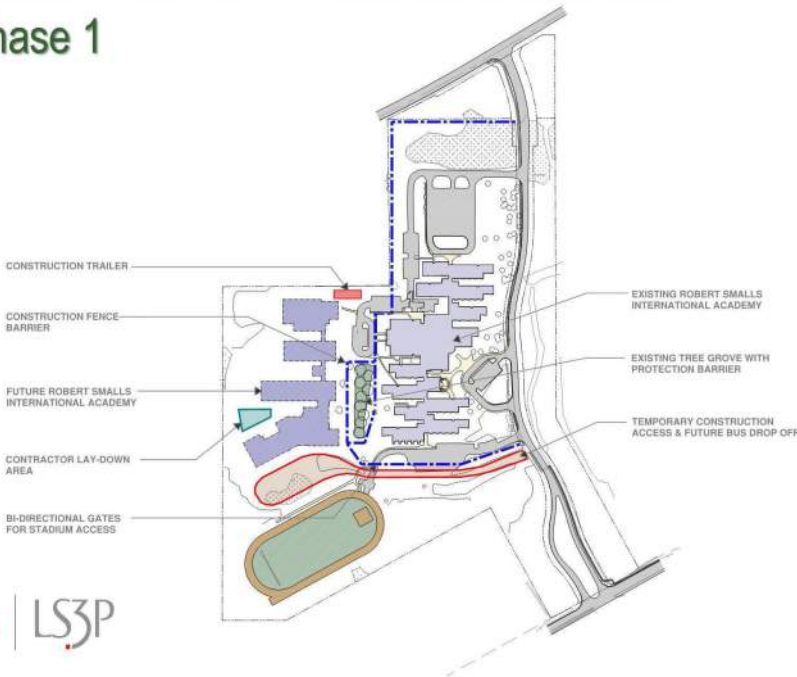 hase 1
CONSTRUCTION TRAILER
CONSTRUCTION FENCE
BARRIER
FUTURE ROBERT SMALLS
INTERNATIONAL ACADEMY
CONTRACTOR LAY-DOWN
AREA
BI-DIRECTIONAL GATES
FOR STADIUM ACCESS
EXISTING ROBERT SMALLS
INTERNATIONAL ACADEMY
EXISTING TREE GROVE WITH
PROTECTION BARRIER
TEMPORARY CONSTRUCTION
ACCESS & FUTURE BUS DROP OFF
LS3P